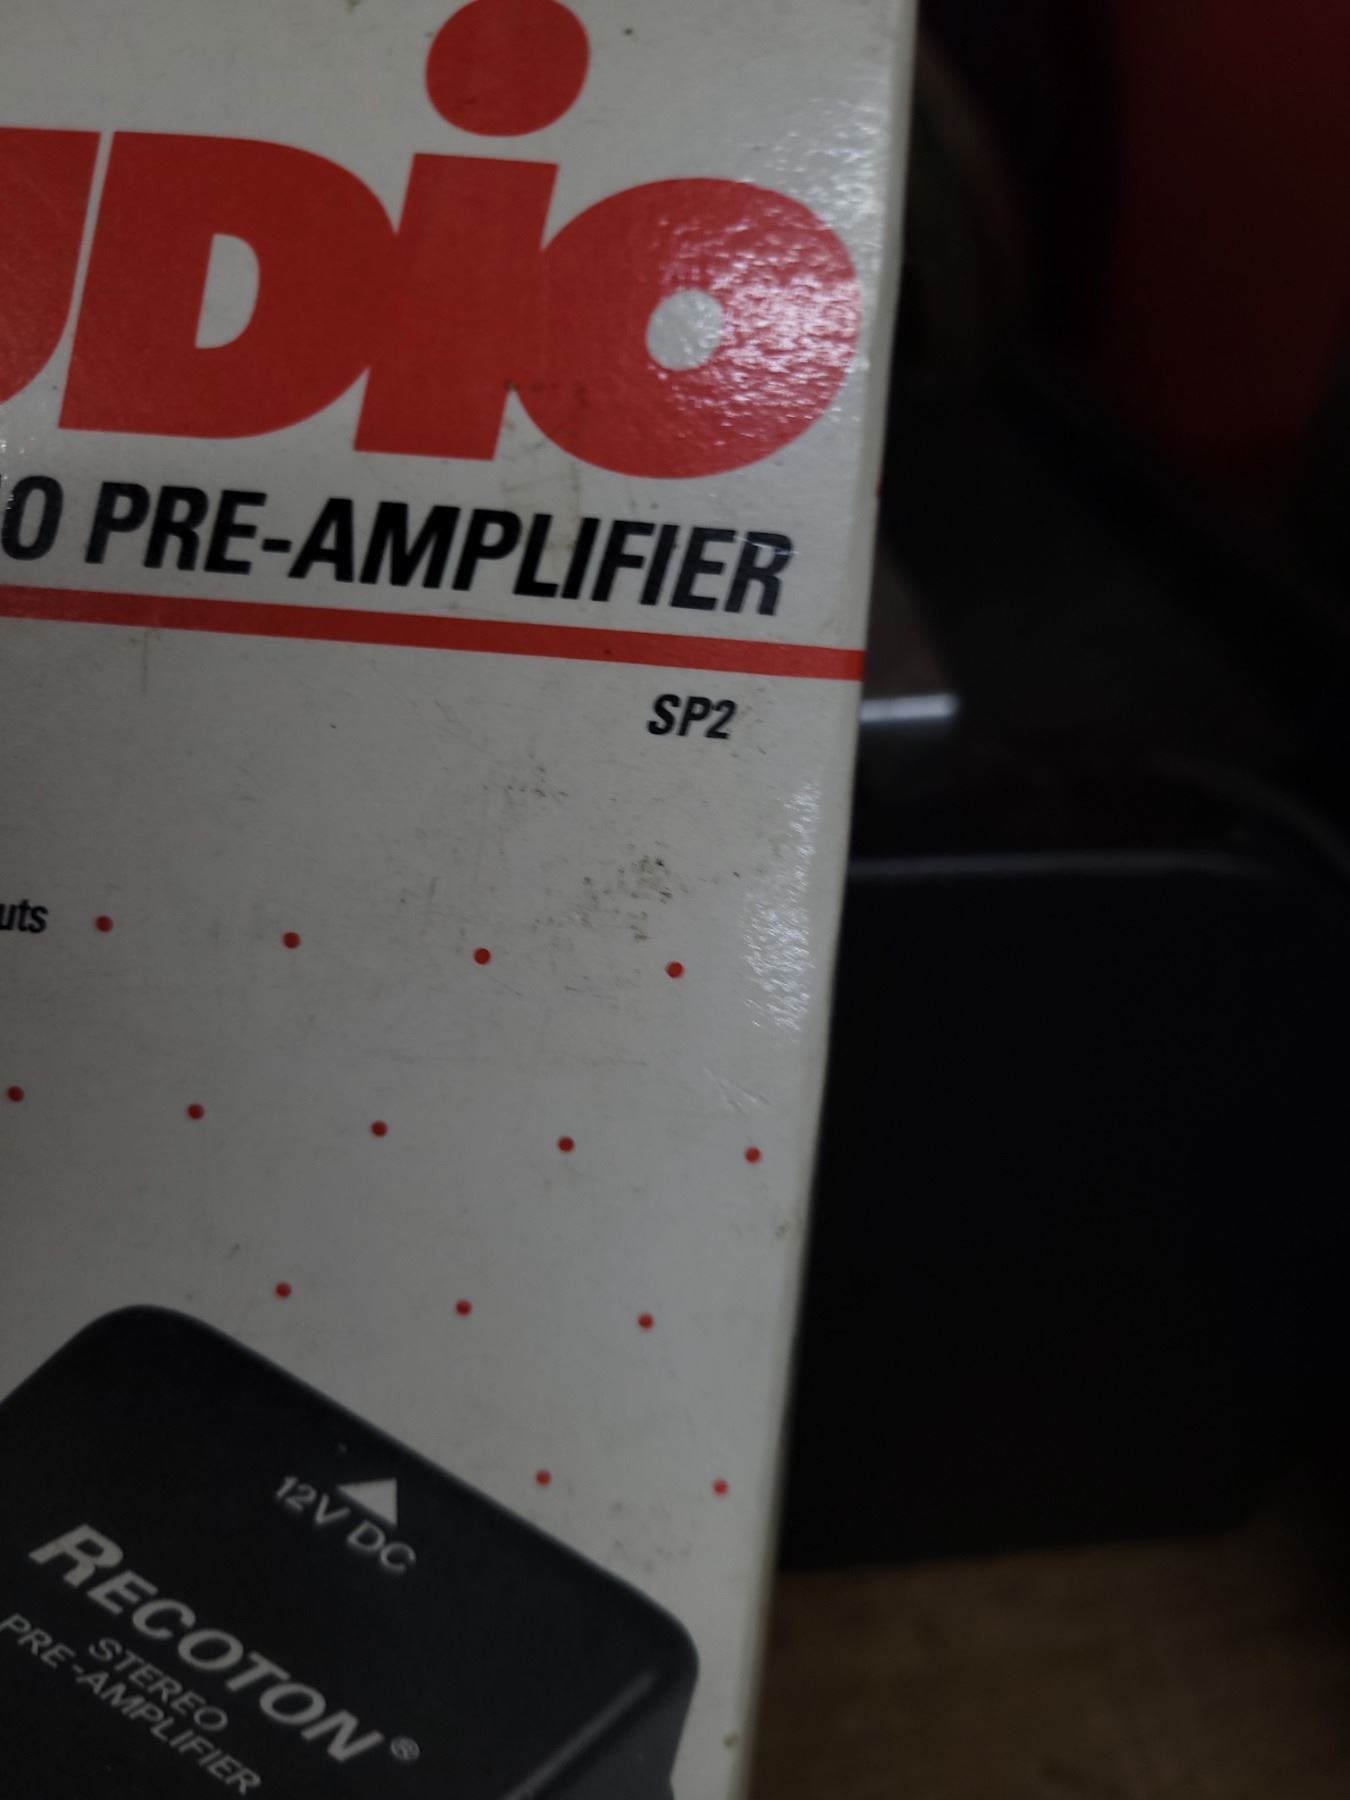 UDiO
O PRE-AMPLIFIER
SP2
uts
12V DC
RECOTON®
STEREO
PRE-AMPLIFIER